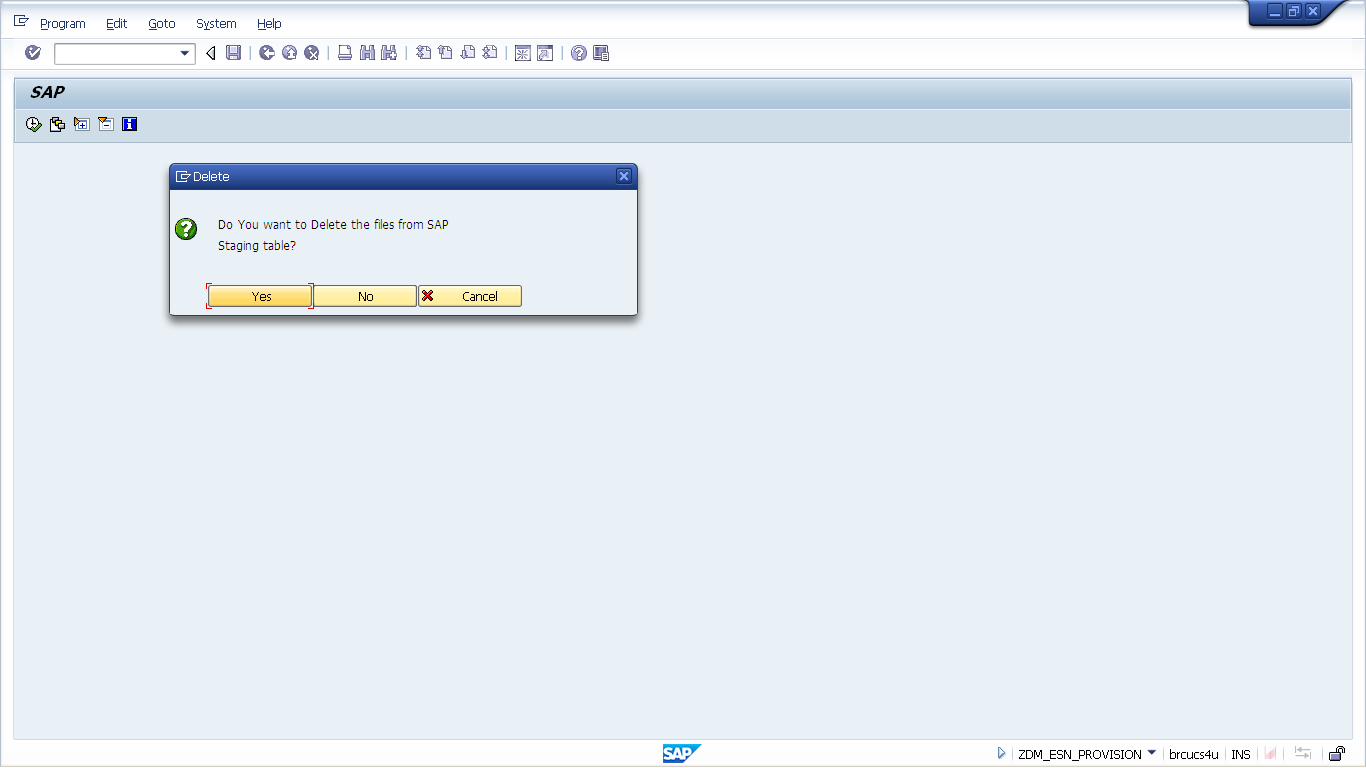 Program Edit Goto System Help
SAP
Delete
Do You want to Delete the files from SAP
Staging table?
Yes No Cancel
SAP ZDM_ESN_PROVISION brcucs4u INS